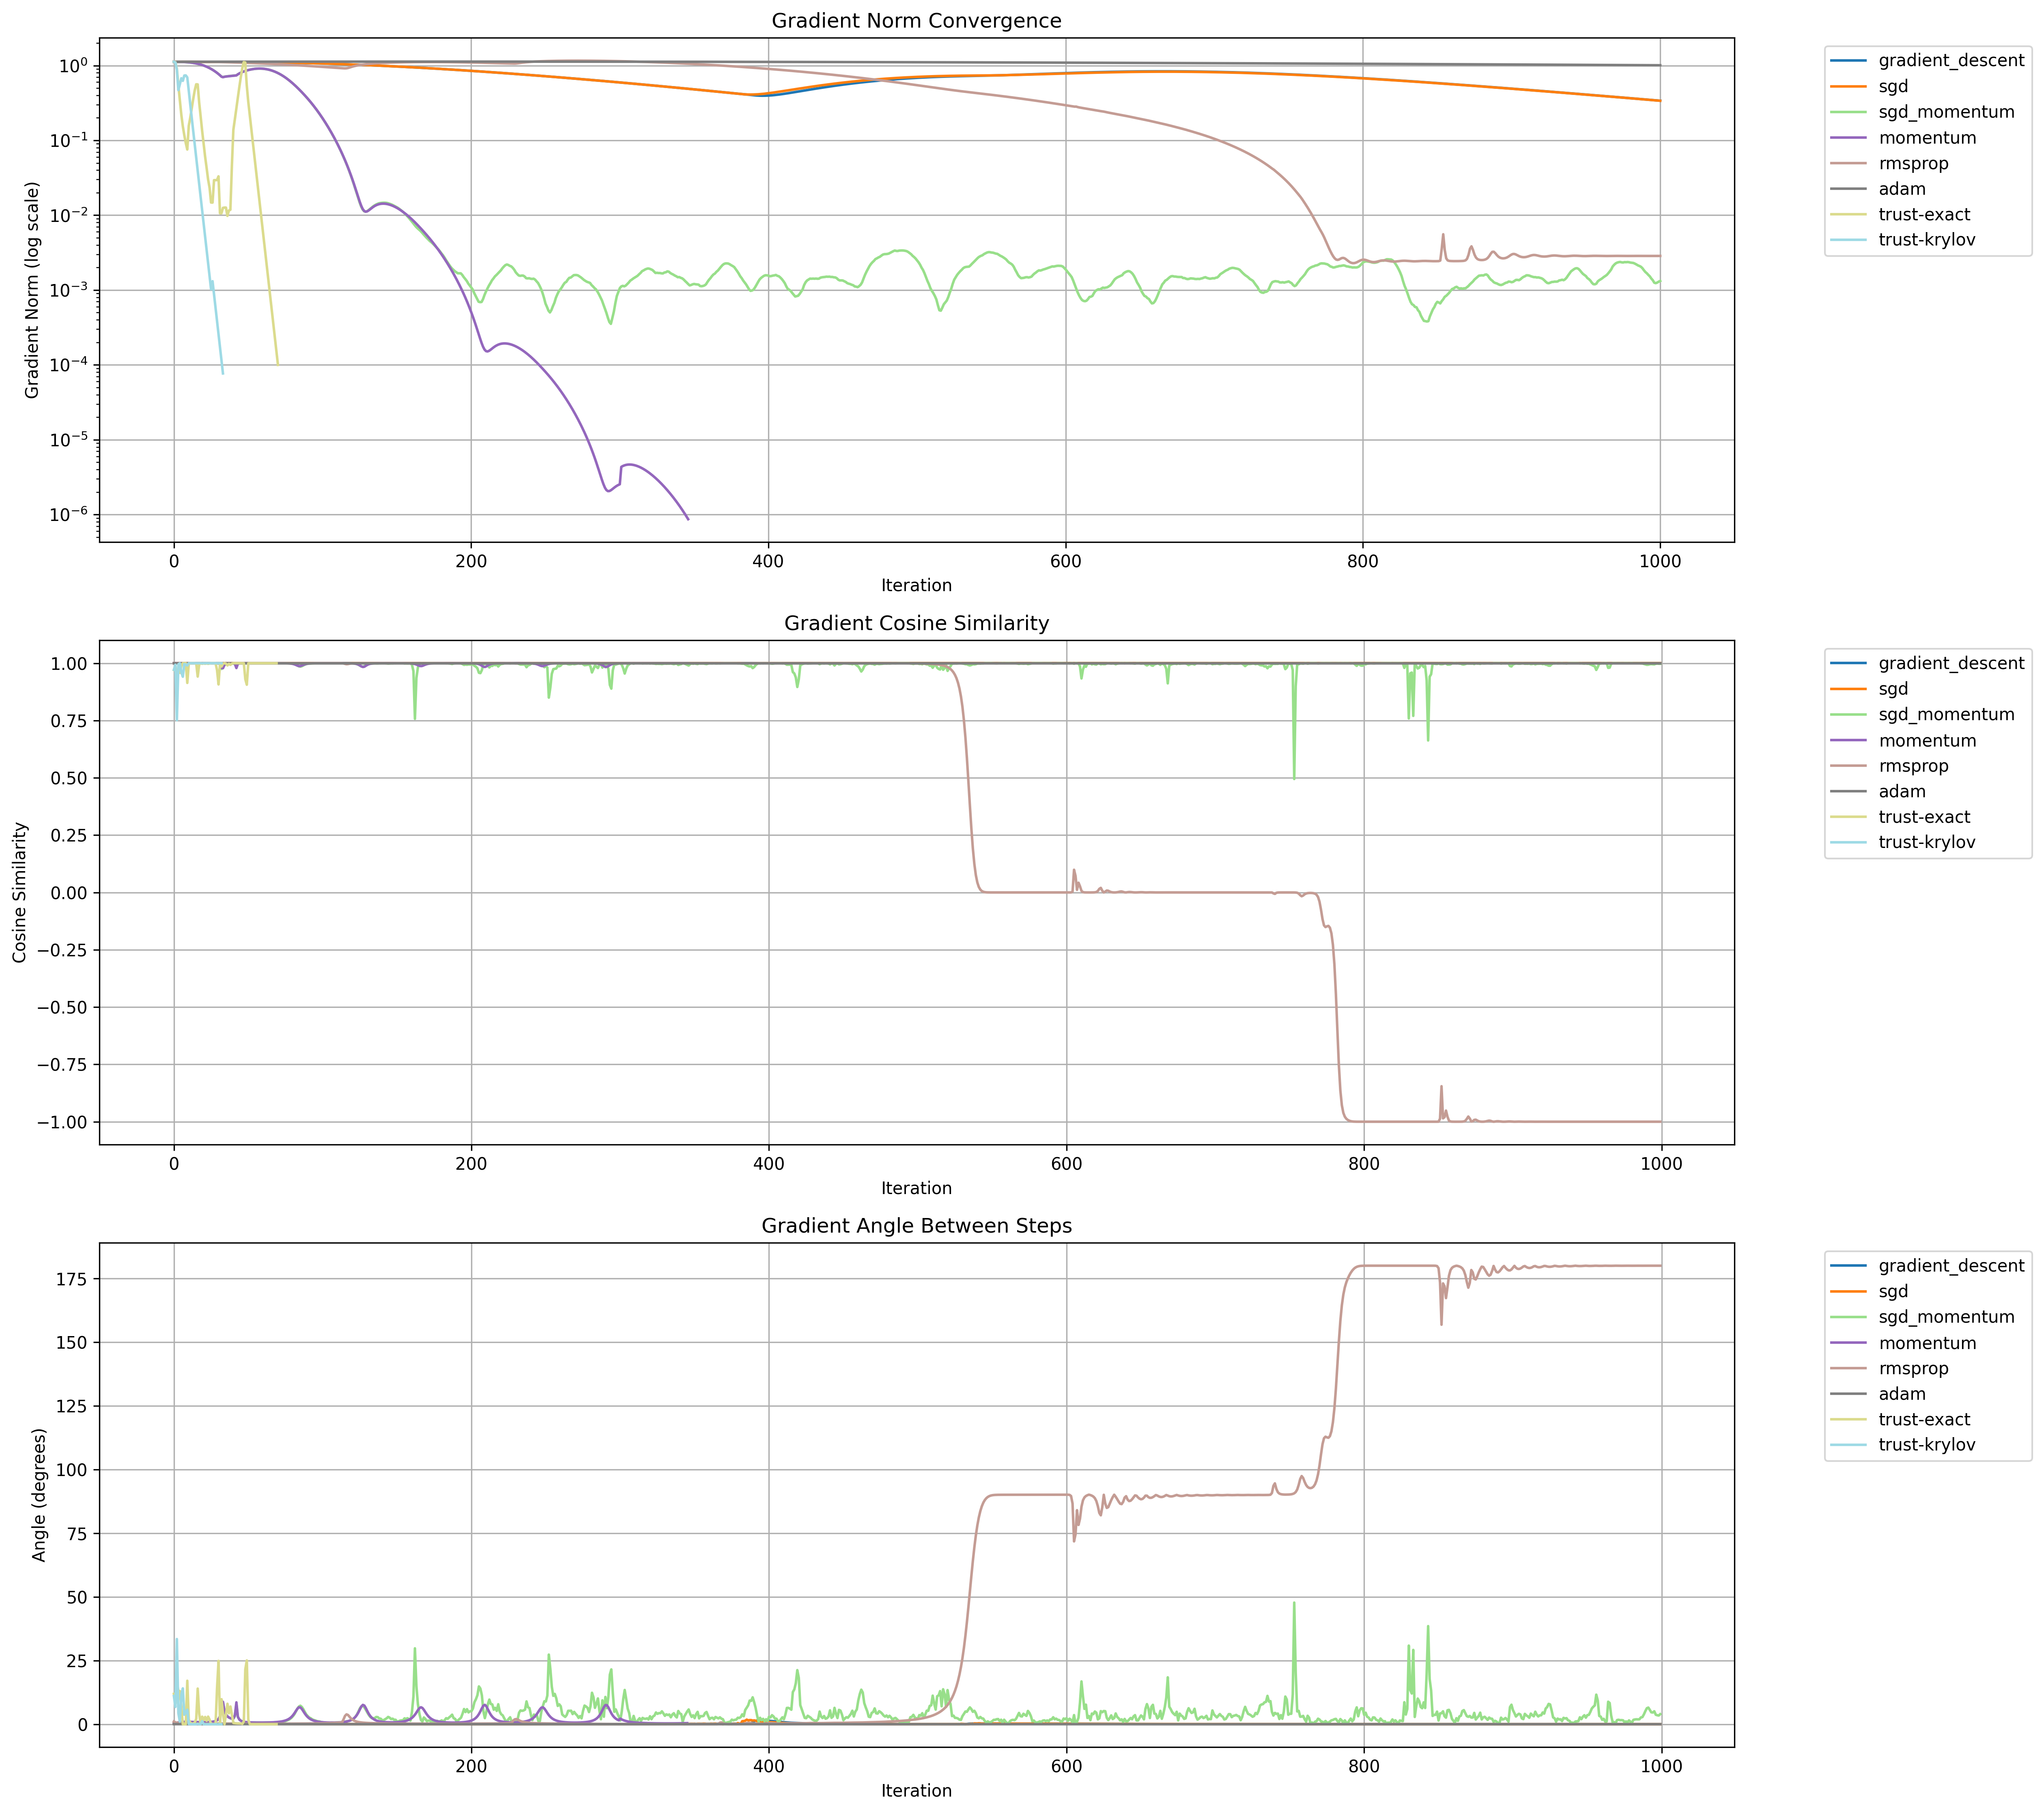 Gradient Norm Convergence
Gradient Norm (log scale)
10⁰
10⁻¹
10⁻²
10⁻³
10⁻⁴
10⁻⁵
10⁻⁶
0 200 400 600 800 1000
Iteration
gradient_descent
sgd
sgd_momentum
momentum
rmsprop
adam
trust-exact
trust-krylov
Gradient Cosine Similarity
Cosine Similarity
1.00
0.75
0.50
0.25
0.00
−0.25
−0.50
−0.75
−1.00
0 200 400 600 800 1000
Iteration
gradient_descent
sgd
sgd_momentum
momentum
rmsprop
adam
trust-exact
trust-krylov
Gradient Angle Between Steps
Angle (degrees)
175
150
125
100
75
50
25
0
0 200 400 600 800 1000
Iteration
gradient_descent
sgd
sgd_momentum
momentum
rmsprop
adam
trust-exact
trust-krylov